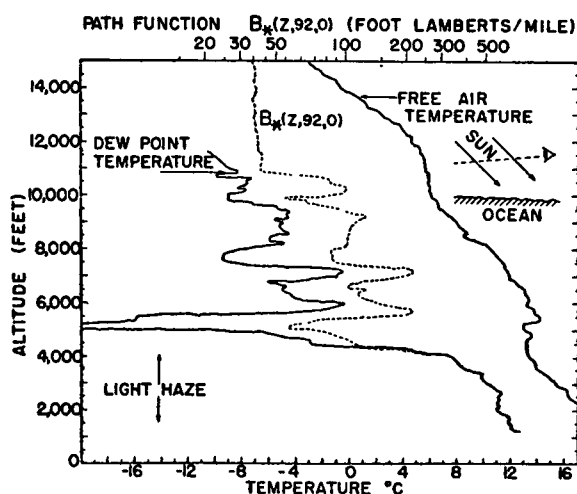 PATH FUNCTION B*(Z,92,0) (FOOT LAMBERTS/MILE)
20 30 40 50 100 200 300 500
14,000
12,000
10,000
8,000
6,000
4,000
2,000
0
ALTITUDE (FEET)
B*(Z,92,0)
FREE AIR
TEMPERATURE
DEW POINT
TEMPERATURE
SUN
OCEAN
LIGHT HAZE
-16 -12 -8 -4 0 4 8 12 16
TEMPERATURE °C